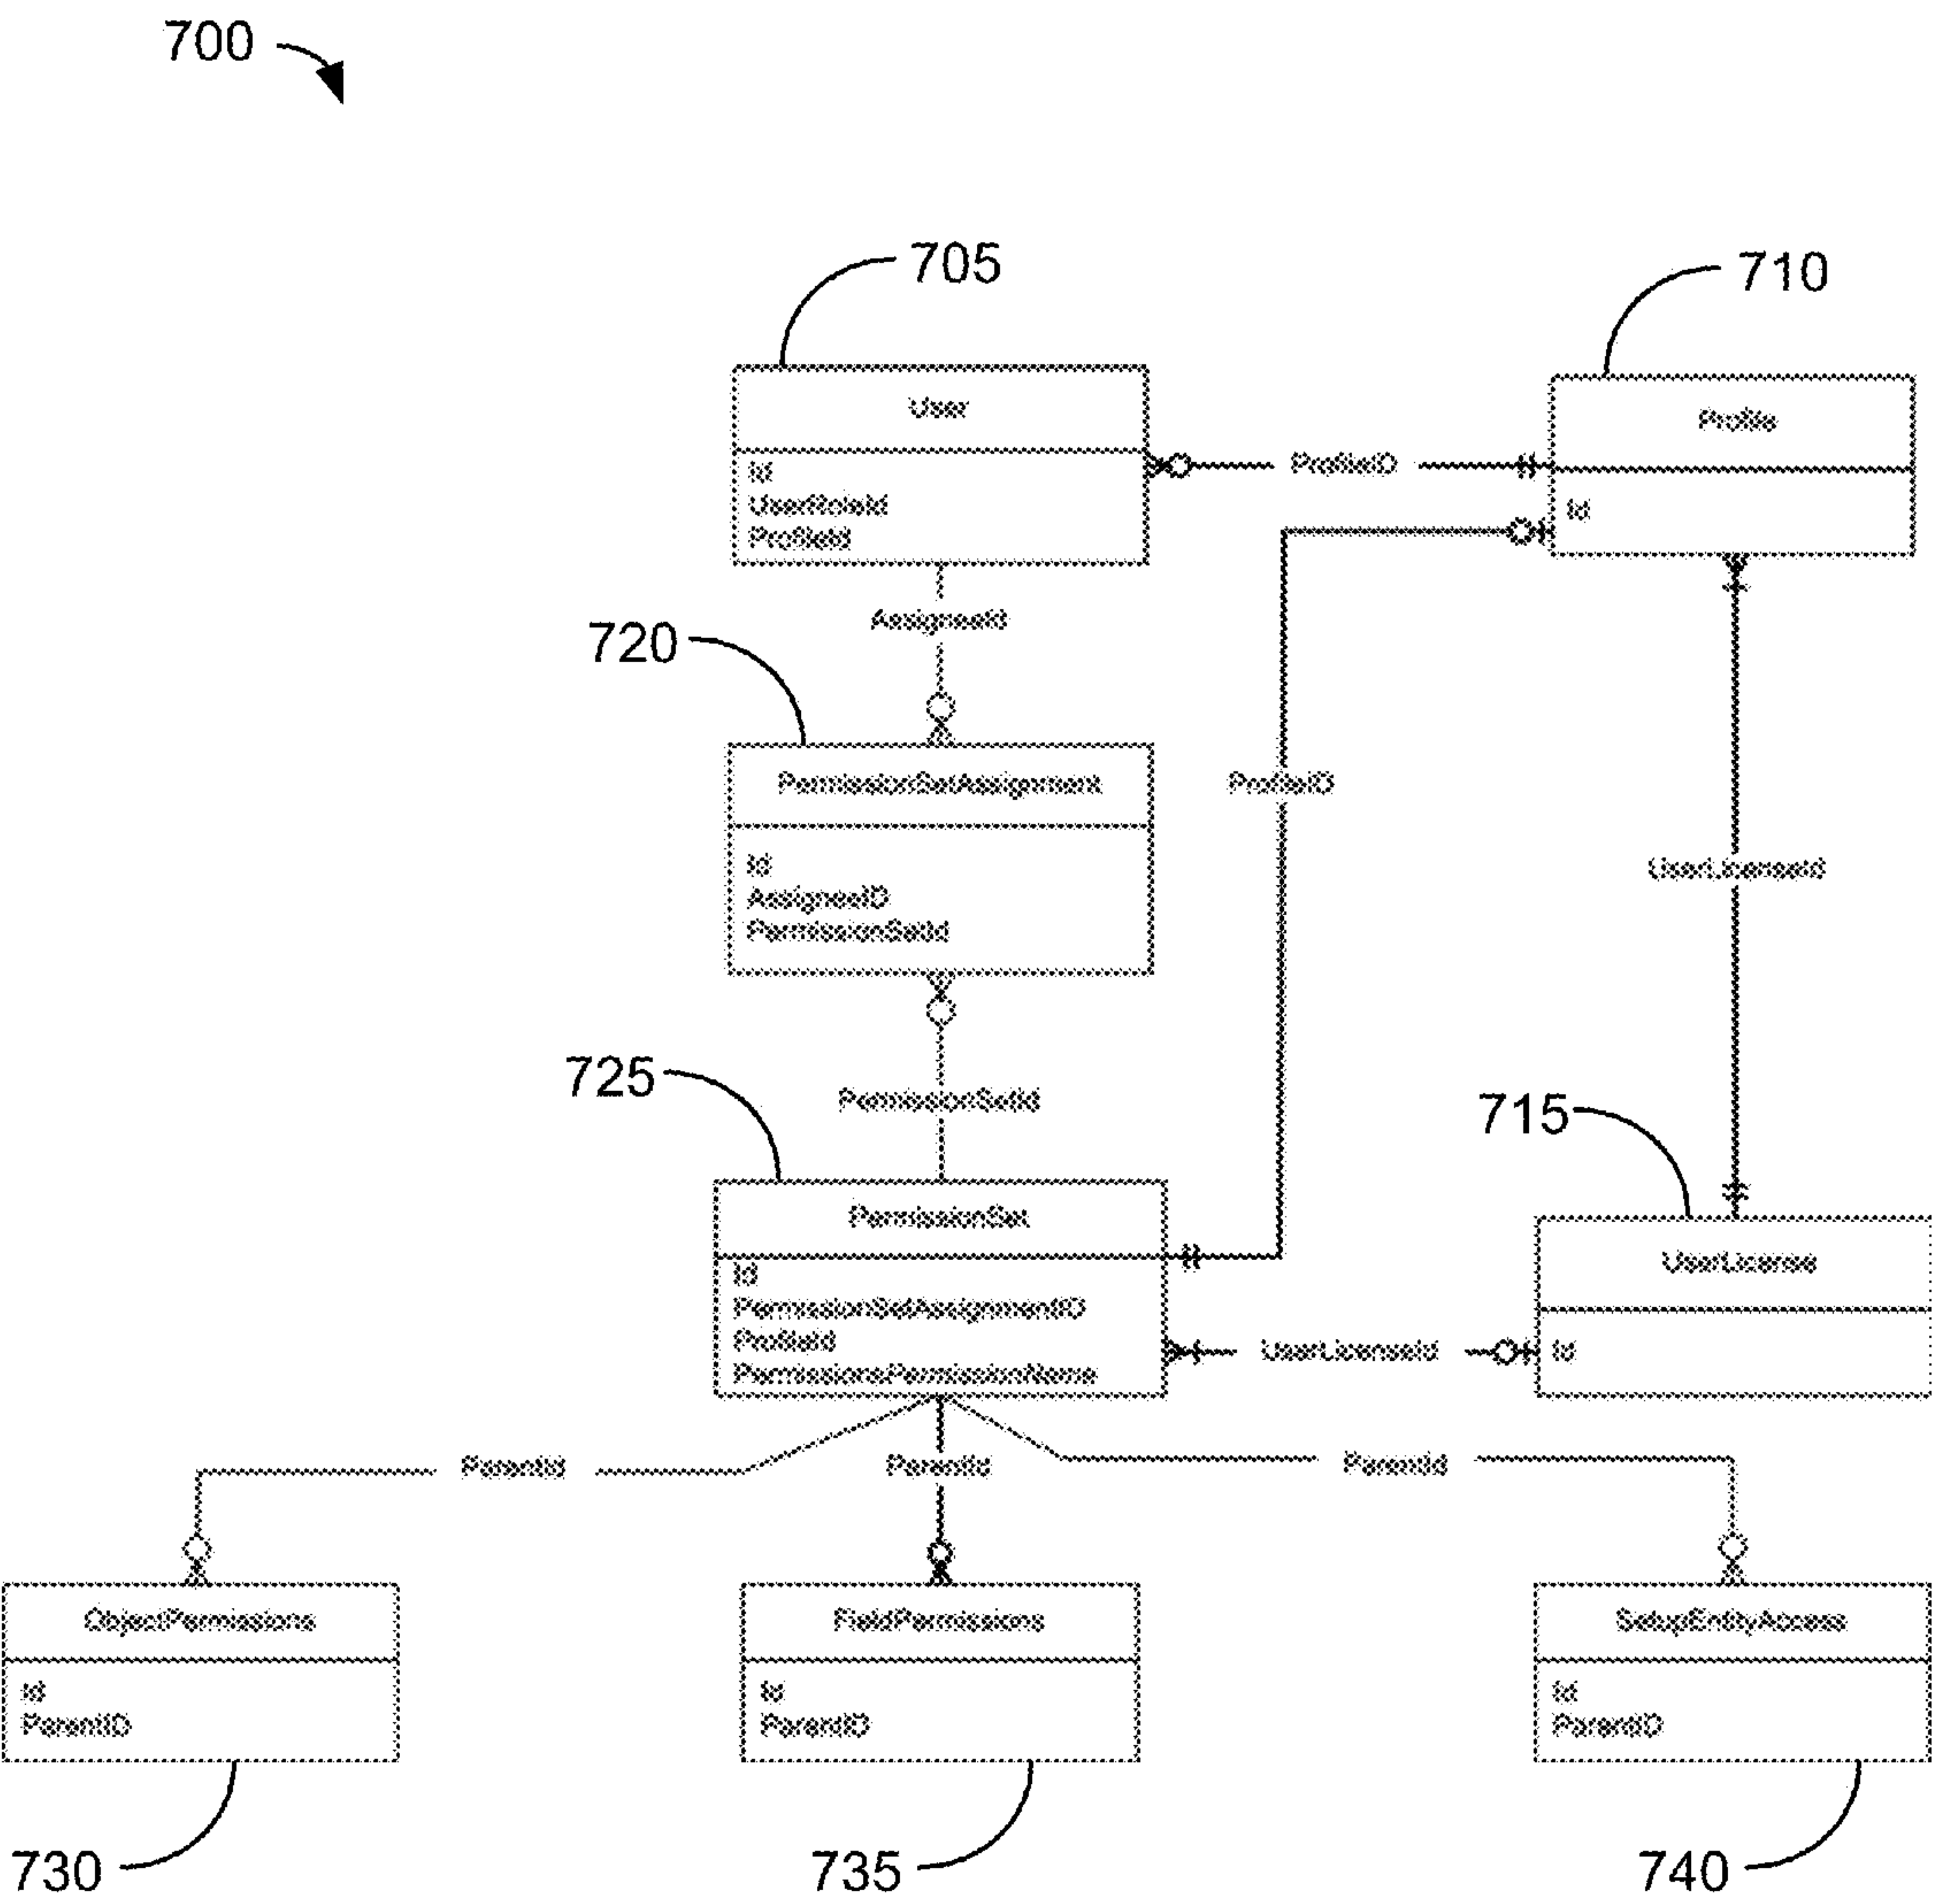 700
705
710
User
Id
UserRoleId
ProfileId
ProfileID
Profile
Id
AssigneeId
720
PermissionSetAssignment
Id
AssigneeID
PermissionSetId
ProfileID
UserLicenseId
725
PermissionSetId
715
PermissionSet
Id
PermissionSetAssignmentID
ProfileId
PermissionsPermissionName
UserLicenseId
UserLicense
Id
ParentId
ParentId
ParentId
ObjectPermissions
Id
ParentID
FieldPermissions
Id
ParentID
SetupEntityAccess
Id
ParentID
730
735
740